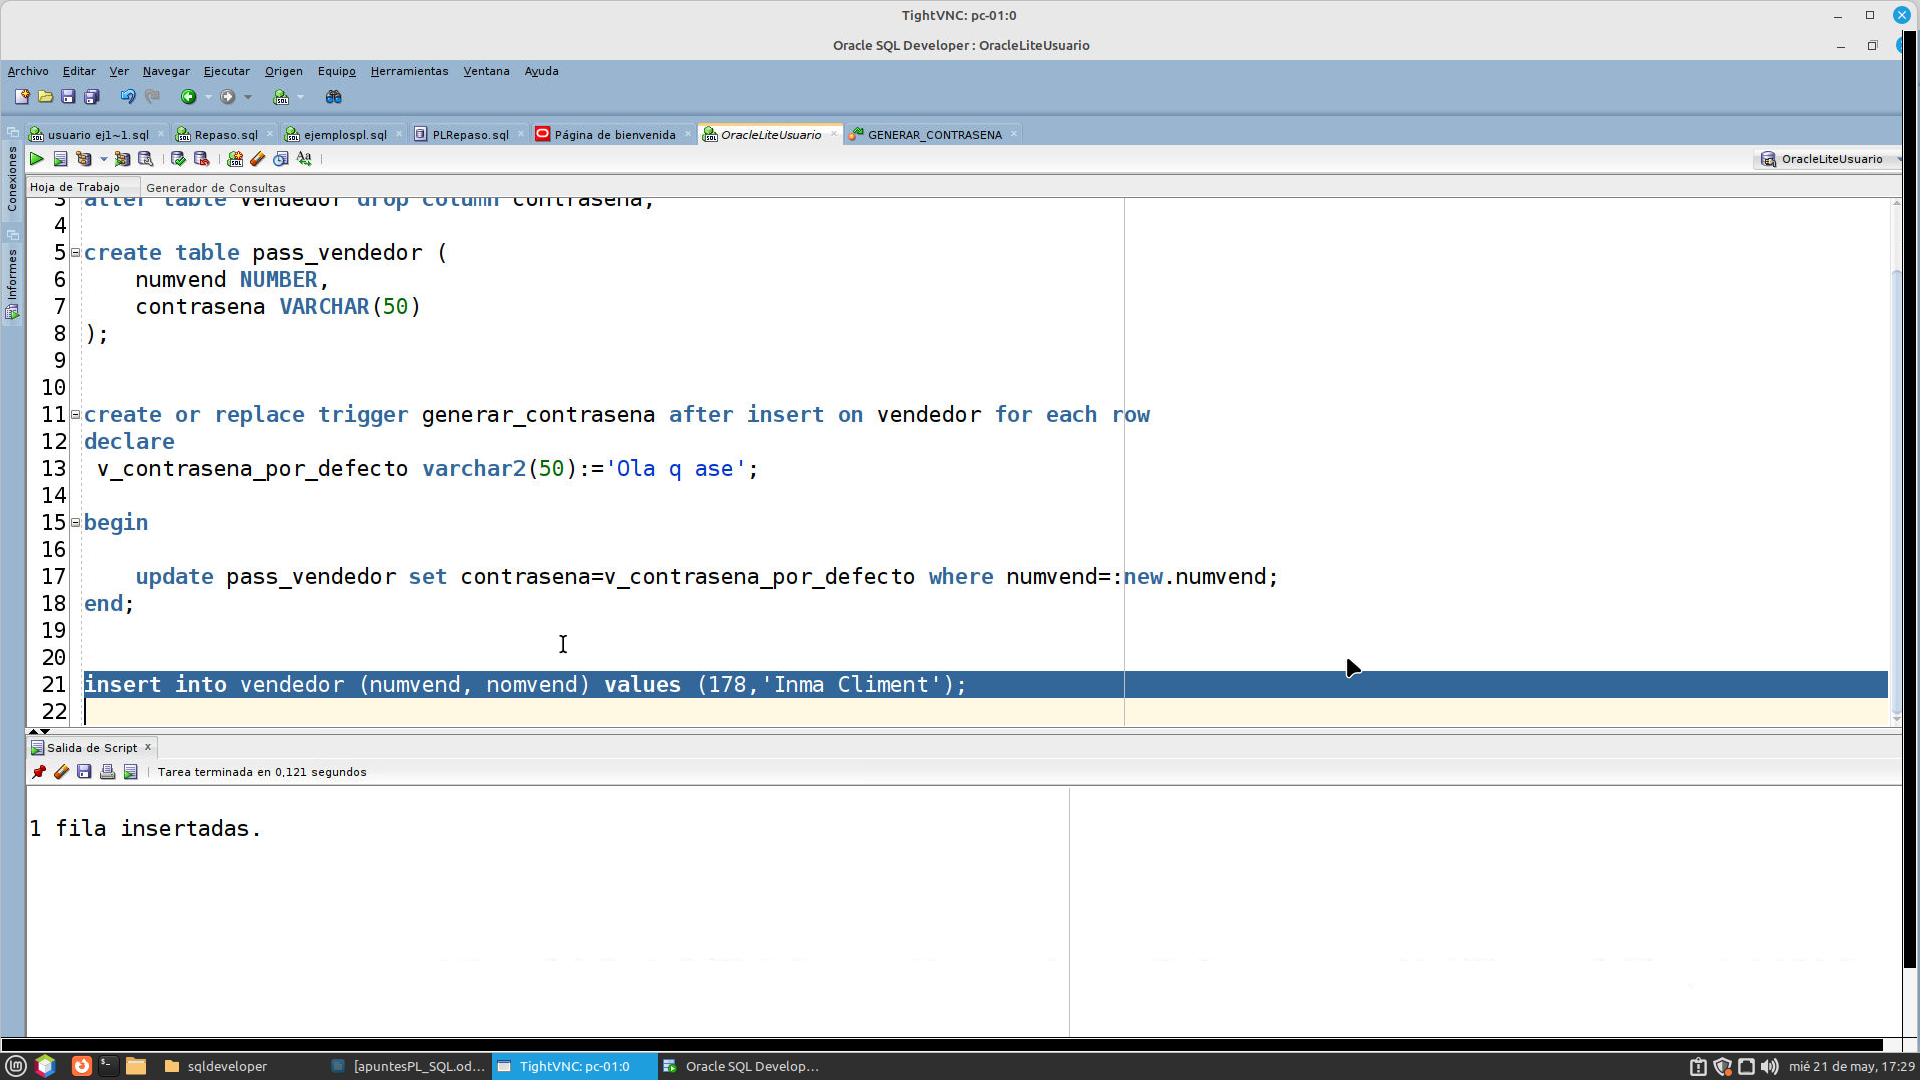 TightVNC: pc-01:0
Oracle SQL Developer : OracleLiteUsuario
Archivo Editar Ver Navegar Ejecutar Origen Equipo Herramientas Ventana Ayuda
usuario ej1~1.sql Repaso.sql ejemplospl.sql PLRepaso.sql Página de bienvenida OracleLiteUsuario GENERAR_CONTRASENA
OracleLiteUsuario
Conexiones
Informes
Hoja de Trabajo Generador de Consultas
3 alter table vendedor drop column contrasena;
4
5 create table pass_vendedor (
6 numvend NUMBER,
7 contrasena VARCHAR(50)
8 );
9
10
11 create or replace trigger generar_contrasena after insert on vendedor for each row
12 declare
13 v_contrasena_por_defecto varchar2(50):='Ola q ase';
14
15 begin
16
17 update pass_vendedor set contrasena=v_contrasena_por_defecto where numvend=:new.numvend;
18 end;
19
20
21 insert into vendedor (numvend, nomvend) values (178,'Inma Climent');
22
Salida de Script
Tarea terminada en 0,121 segundos
1 fila insertadas.
sqldeveloper [apuntesPL_SQL.od... TightVNC: pc-01:0 Oracle SQL Develop... mié 21 de may, 17:29